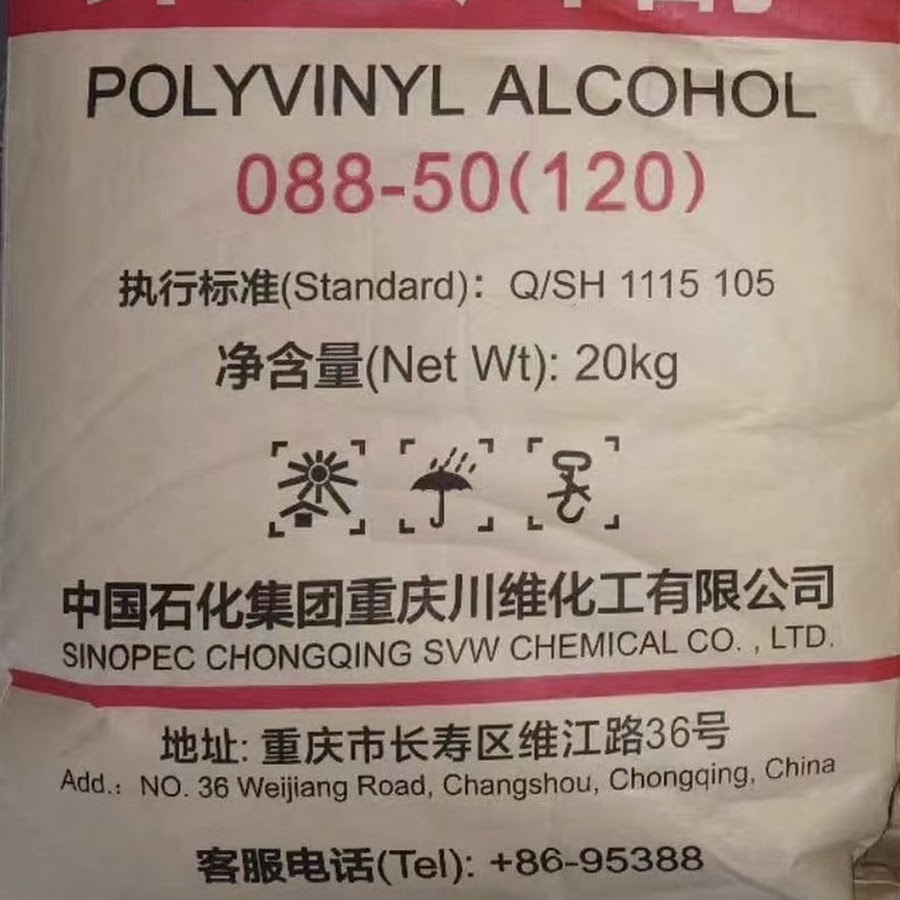 POLYVINYL ALCOHOL
088-50(120)
执行标准(Standard)：Q/SH 1115 105
净含量(Net Wt): 20kg
中国石化集团重庆川维化工有限公司
SINOPEC CHONGQING SVW CHEMICAL CO. , LTD.
地址: 重庆市长寿区维江路36号
Add.：NO. 36 Weijiang Road, Changshou, Chongqing, China
客服电话(Tel): +86-95388